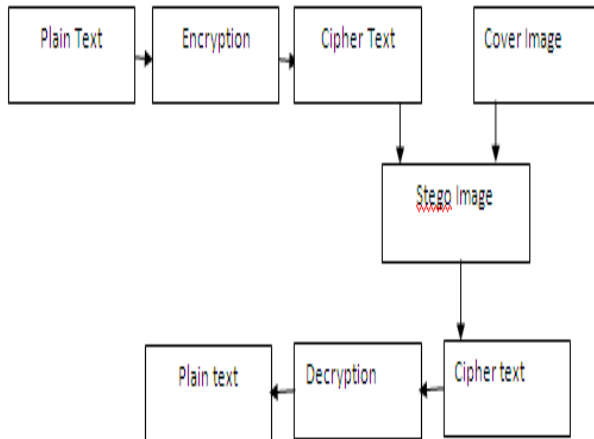 Plain Text
Encryption
Cipher Text
Cover Image
Stego Image
Plain text
Decryption
Cipher text